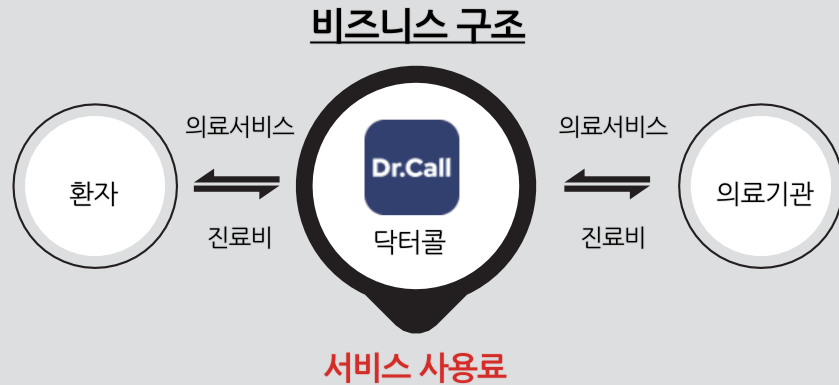 비즈니스 구조
의료서비스
의료서비스
Dr.Call
환자
닥터콜
의료기관
진료비
진료비
서비스 사용료